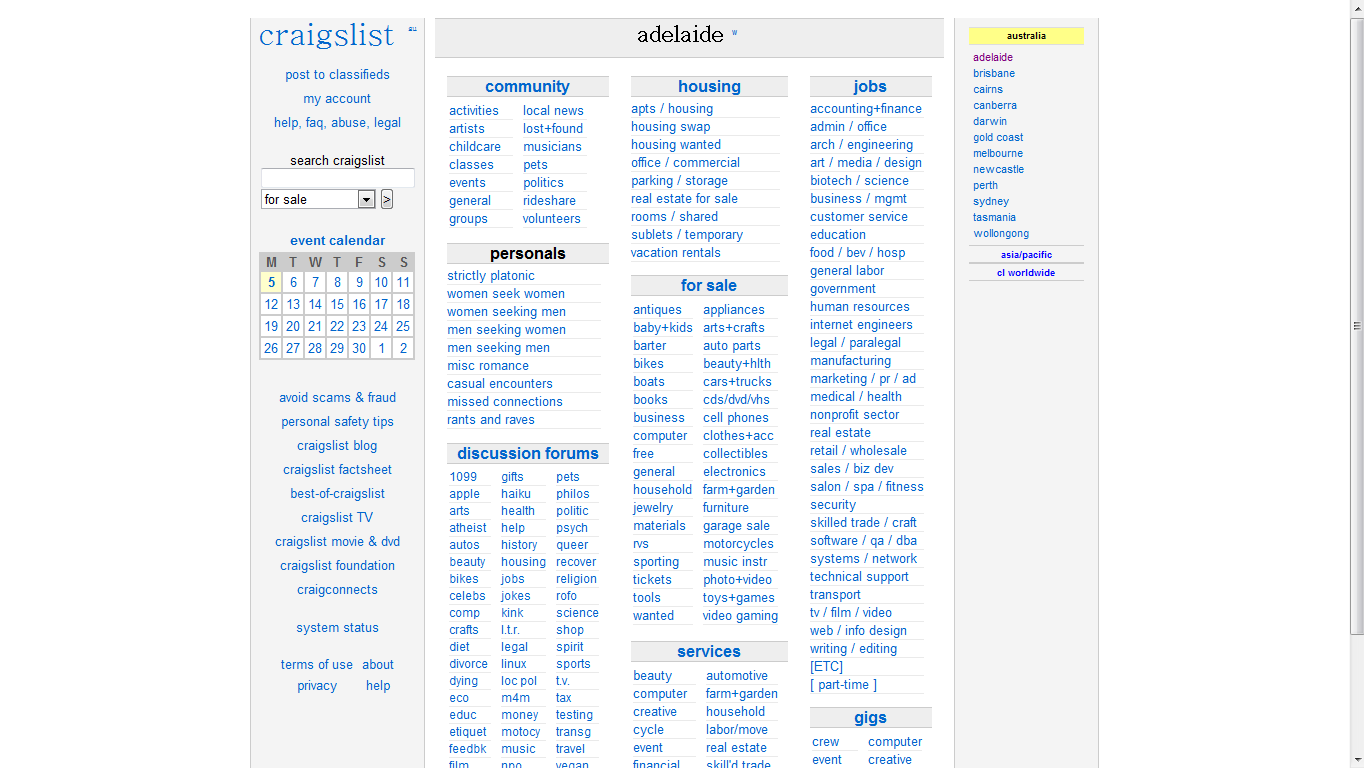 craigslist au
post to classifieds
my account
help, faq, abuse, legal
search craigslist
for sale >
event calendar
M T W T F S S
5 6 7 8 9 10 11
12 13 14 15 16 17 18
19 20 21 22 23 24 25
26 27 28 29 30 1 2
avoid scams & fraud
personal safety tips
craigslist blog
craigslist factsheet
best-of-craigslist
craigslist TV
craigslist movie & dvd
craigslist foundation
craigconnects
system status
terms of use about
privacy help
adelaide w
community
activities local news
artists lost+found
childcare musicians
classes pets
events politics
general rideshare
groups volunteers
personals
strictly platonic
women seek women
women seeking men
men seeking women
men seeking men
misc romance
casual encounters
missed connections
rants and raves
discussion forums
1099 gifts pets
apple haiku philos
arts health politic
atheist help psych
autos history queer
beauty housing recover
bikes jobs religion
celebs jokes rofo
comp kink science
crafts l.t.r. shop
diet legal spirit
divorce linux sports
dying loc pol t.v.
eco m4m tax
educ money testing
etiquet motocy transg
feedbk music travel
film npo vegan
housing
apts / housing
housing swap
housing wanted
office / commercial
parking / storage
real estate for sale
rooms / shared
sublets / temporary
vacation rentals
for sale
antiques appliances
baby+kids arts+crafts
barter auto parts
bikes beauty+hlth
boats cars+trucks
books cds/dvd/vhs
business cell phones
computer clothes+acc
free collectibles
general electronics
household farm+garden
jewelry furniture
materials garage sale
rvs motorcycles
sporting music instr
tickets photo+video
tools toys+games
wanted video gaming
services
beauty automotive
computer farm+garden
creative household
cycle labor/move
event real estate
financial skill'd trade
jobs
accounting+finance
admin / office
arch / engineering
art / media / design
biotech / science
business / mgmt
customer service
education
food / bev / hosp
general labor
government
human resources
internet engineers
legal / paralegal
manufacturing
marketing / pr / ad
medical / health
nonprofit sector
real estate
retail / wholesale
sales / biz dev
salon / spa / fitness
security
skilled trade / craft
software / qa / dba
systems / network
technical support
transport
tv / film / video
web / info design
writing / editing
[ETC]
[ part-time ]
gigs
crew computer
event creative
australia
adelaide
brisbane
cairns
canberra
darwin
gold coast
melbourne
newcastle
perth
sydney
tasmania
wollongong
asia/pacific
cl worldwide